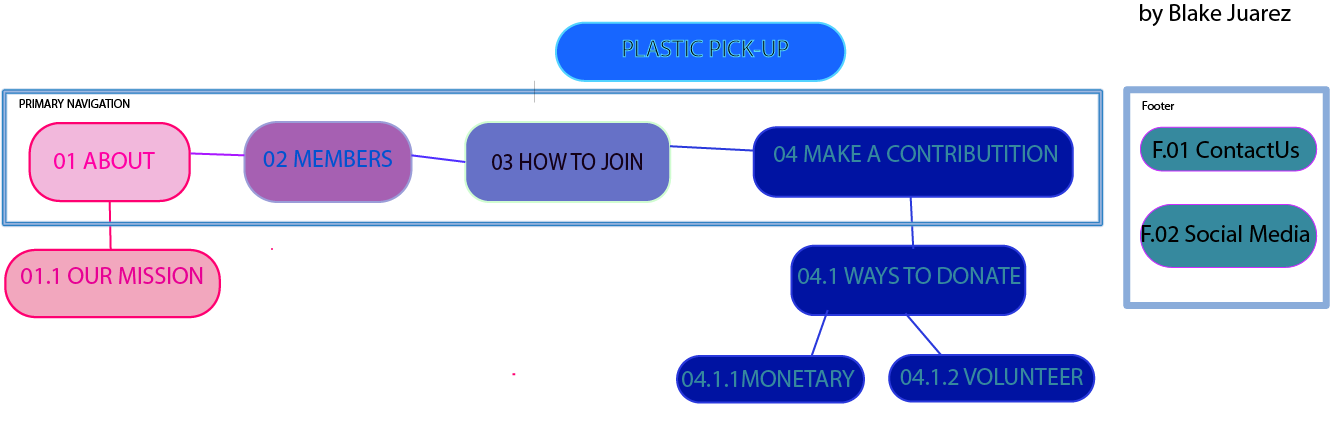 by Blake Juarez
PLASTIC PICK-UP
PRIMARY NAVIGATION
01 ABOUT
02 MEMBERS
03 HOW TO JOIN
04 MAKE A CONTRIBUTITION
01.1 OUR MISSION
04.1 WAYS TO DONATE
04.1.1MONETARY
04.1.2 VOLUNTEER
Footer
F.01 ContactUs
F.02 Social Media